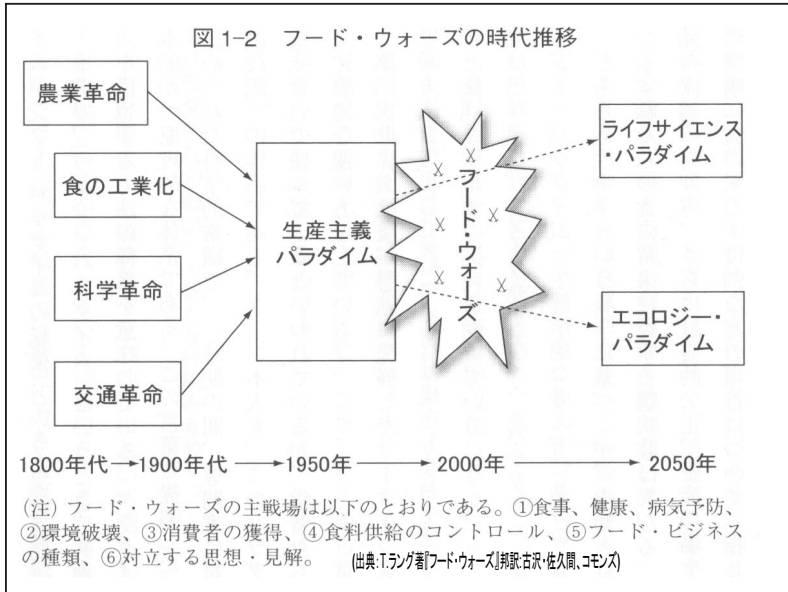 図 1–2　フード・ウォーズの時代推移
農業革命
食の工業化
科学革命
交通革命
生産主義
パラダイム
フード・ウォーズ
ライフサイエンス
・パラダイム
エコロジー・
パラダイム
1800年代→1900年代→1950年→2000年→2050年
(注) フード・ウォーズの主戦場は以下のとおりである。①食事、健康、病気予防、
②環境破壊、③消費者の獲得、④食料供給のコントロール、⑤フード・ビジネス
の種類、⑥対立する思想・見解。 (出典:T.ラング著『フード・ウォーズ』邦訳:古沢・佐久間、コモンズ)